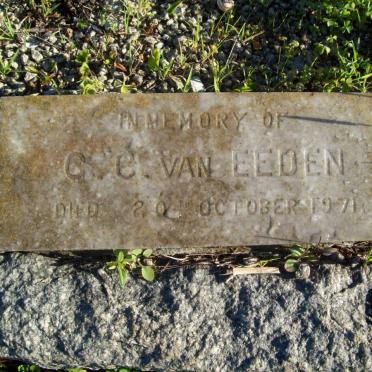 IN MEMORY OF
C. C. VAN EEDEN
DIED 20TH OCTOBER 1971